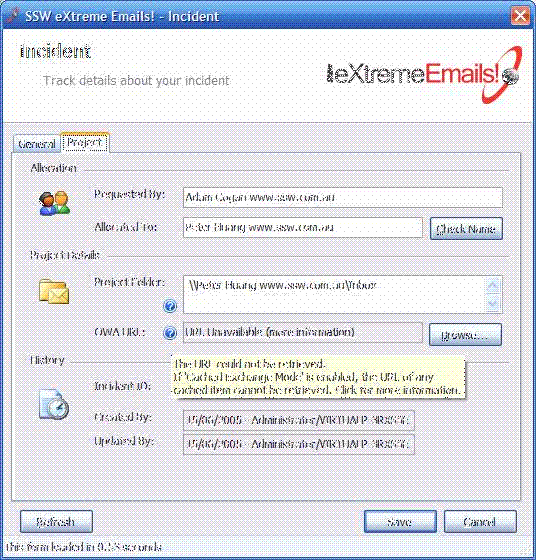 SSW eXtreme Emails! - Incident
Incident
Track details about your incident
!eXtremeEmails!
General
Project
Allocation
Requested By:
Adam Cogan www.ssw.com.au
Allocated To:
Peter Huang www.ssw.com.au
Check Name
Project Details
Project Folder:
\\Peter Huang www.ssw.com.au\Inbox
OWA URL:
URL Unavailable (more information)
Browse...
The URL could not be retrieved.
If 'Cached Exchange Mode' is enabled, the URL of any
cached item cannot be retrieved. Click for more information.
History
Incident ID:
Created By:
15/06/2005 - Administrator/
Updated By:
15/06/2005 - Administrator/
Refresh
Save
Cancel
This form loaded in 0.53 seconds